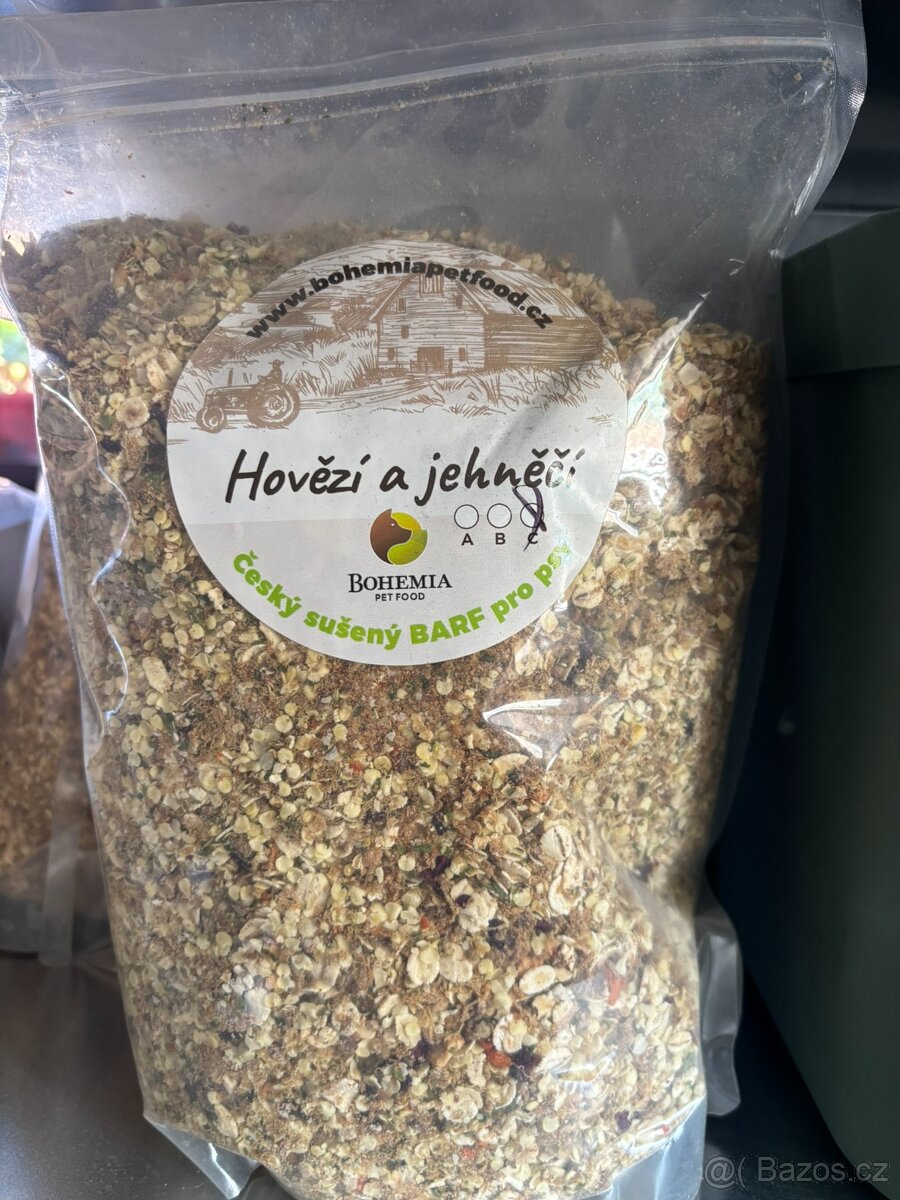 www.bohemiapetfood.cz
Hovězí a jehněčí
A B C
BOHEMIA
PET FOOD
Český sušený BARF pro psy
@( Bazos.cz